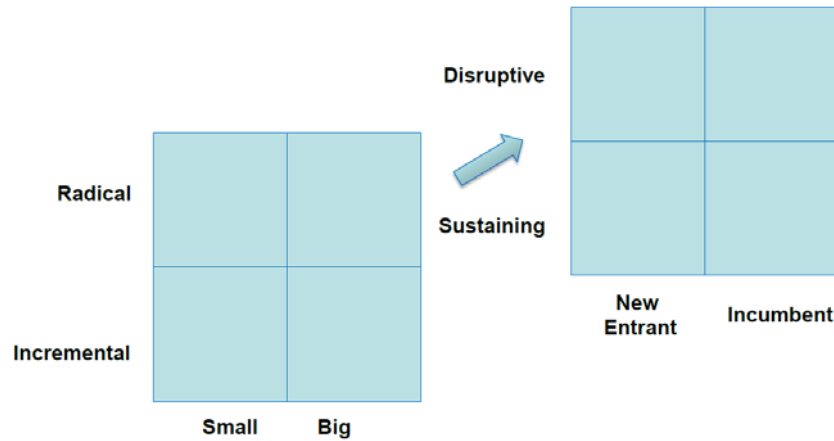 Disruptive
Radical
Sustaining
New
Entrant
Incumbent
Incremental
Small
Big